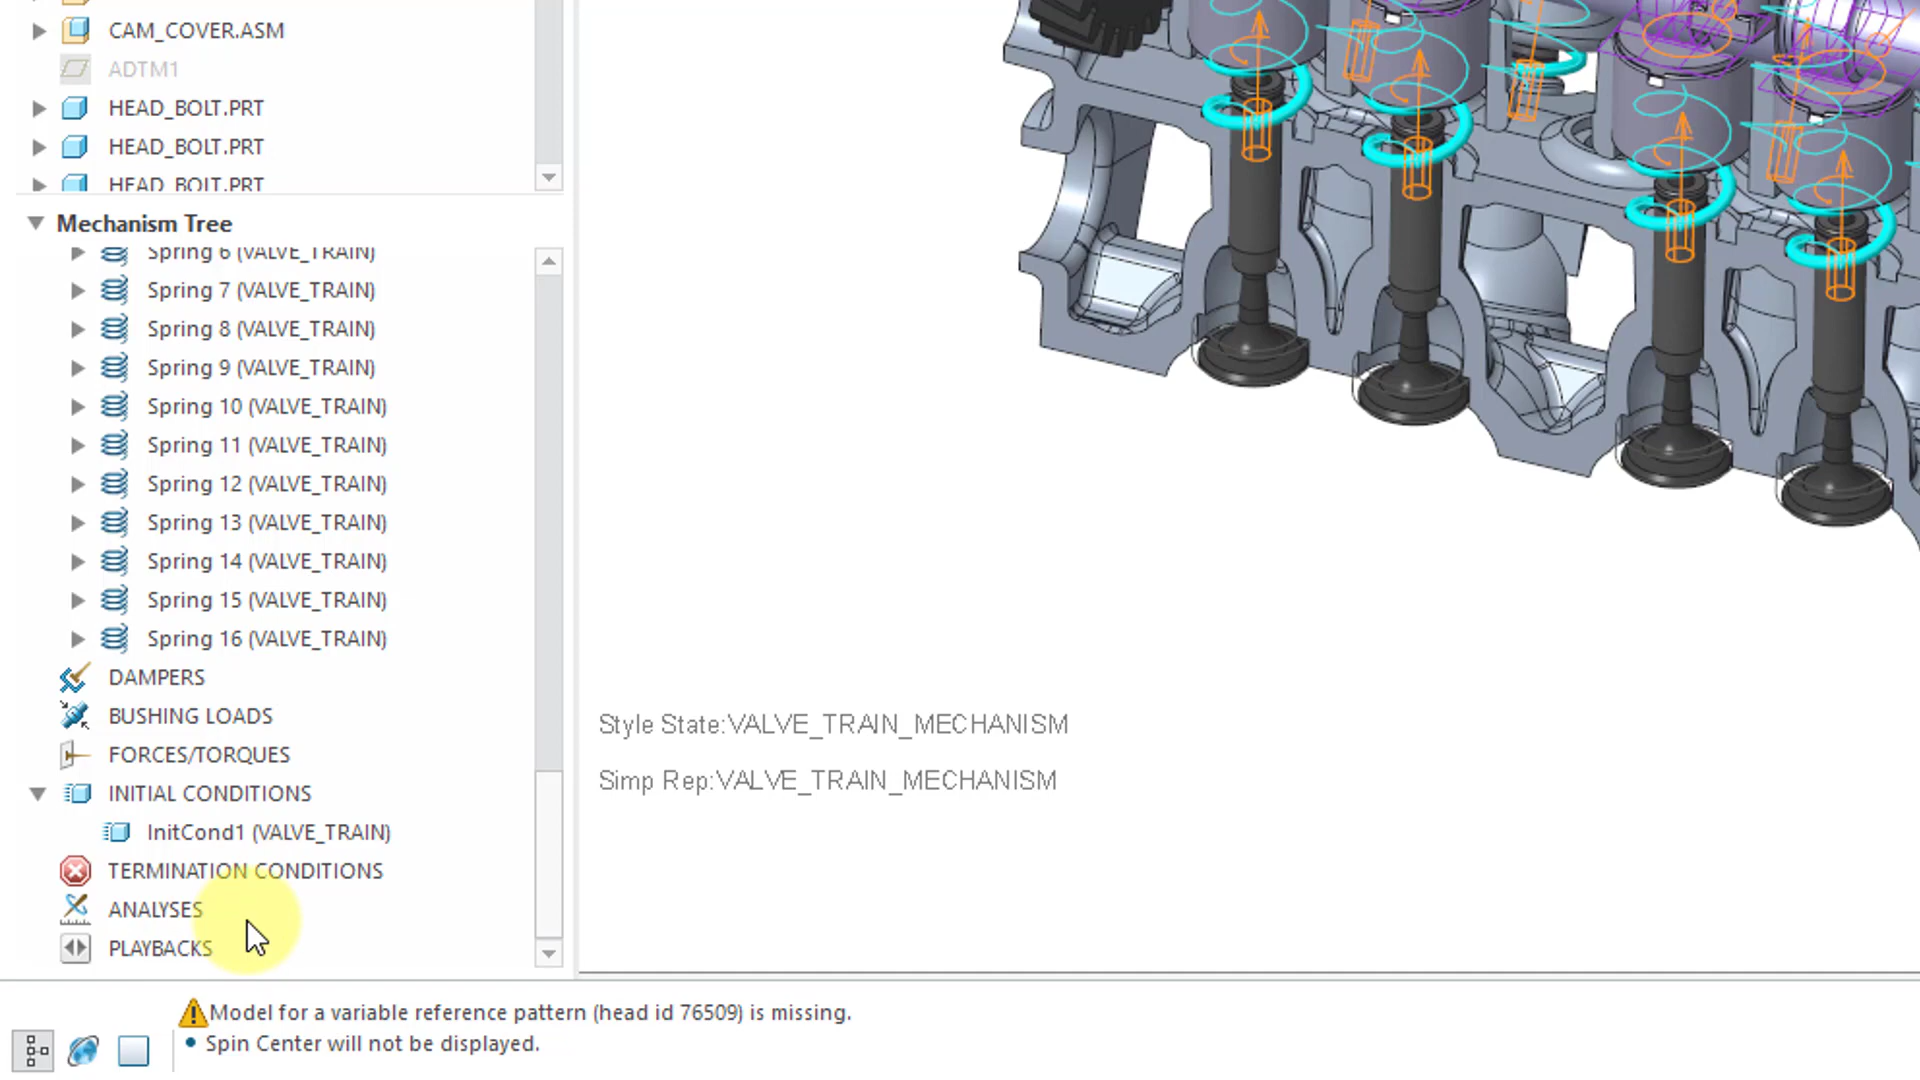 CAM_COVER.ASM
ADTM1
HEAD_BOLT.PRT
HEAD_BOLT.PRT
HEAD_BOLT.PRT
Mechanism Tree
Spring 6 (VALVE_TRAIN)
Spring 7 (VALVE_TRAIN)
Spring 8 (VALVE_TRAIN)
Spring 9 (VALVE_TRAIN)
Spring 10 (VALVE_TRAIN)
Spring 11 (VALVE_TRAIN)
Spring 12 (VALVE_TRAIN)
Spring 13 (VALVE_TRAIN)
Spring 14 (VALVE_TRAIN)
Spring 15 (VALVE_TRAIN)
Spring 16 (VALVE_TRAIN)
DAMPERS
BUSHING LOADS
FORCES/TORQUES
INITIAL CONDITIONS
InitCond1 (VALVE_TRAIN)
TERMINATION CONDITIONS
ANALYSES
PLAYBACKS
Style State:VALVE_TRAIN_MECHANISM
Simp Rep:VALVE_TRAIN_MECHANISM
Model for a variable reference pattern (head id 76509) is missing.
Spin Center will not be displayed.